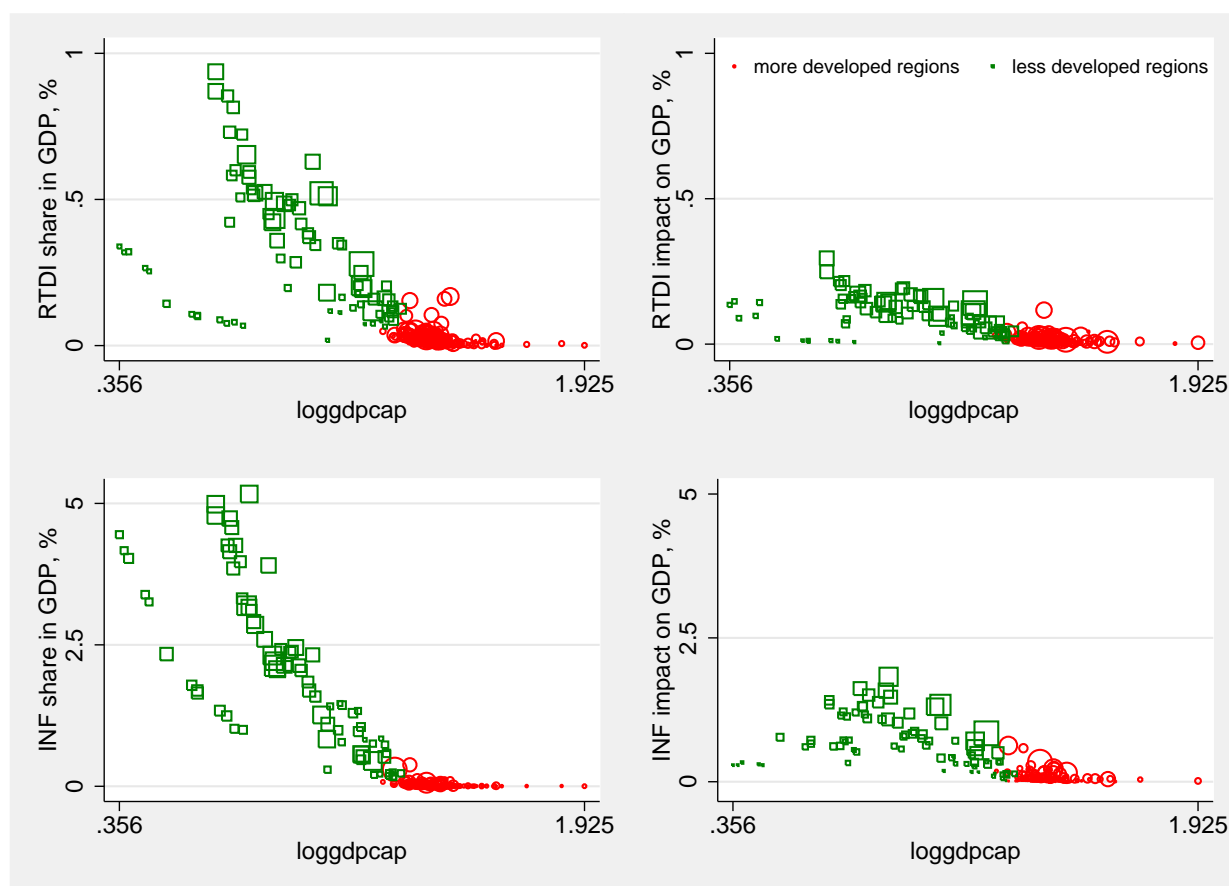 RTDI share in GDP, %
1
.5
0
.356
1.925
loggdpcap
more developed regions
less developed regions
RTDI impact on GDP, %
1
.5
0
.356
1.925
loggdpcap
INF share in GDP, %
5
2.5
0
.356
1.925
loggdpcap
INF impact on GDP, %
5
2.5
0
.356
1.925
loggdpcap